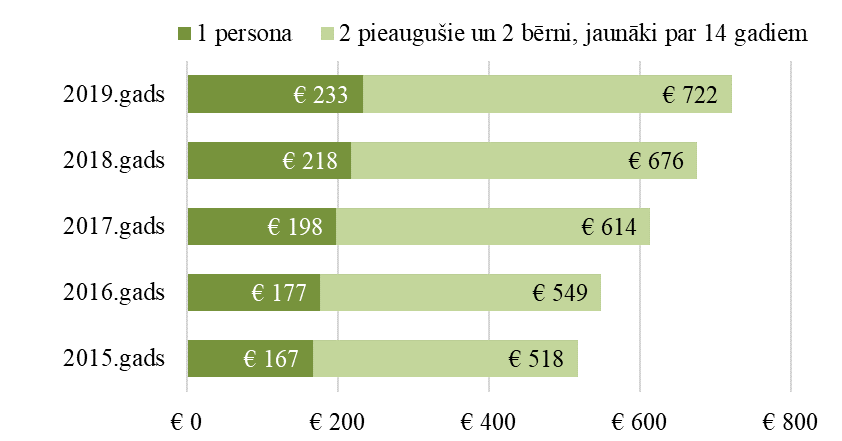 1 persona 2 pieaugušie un 2 bērni, jaunāki par 14 gadiem
2019.gads € 233 € 722
2018.gads € 218 € 676
2017.gads € 198 € 614
2016.gads € 177 € 549
2015.gads € 167 € 518
€ 0 € 200 € 400 € 600 € 800